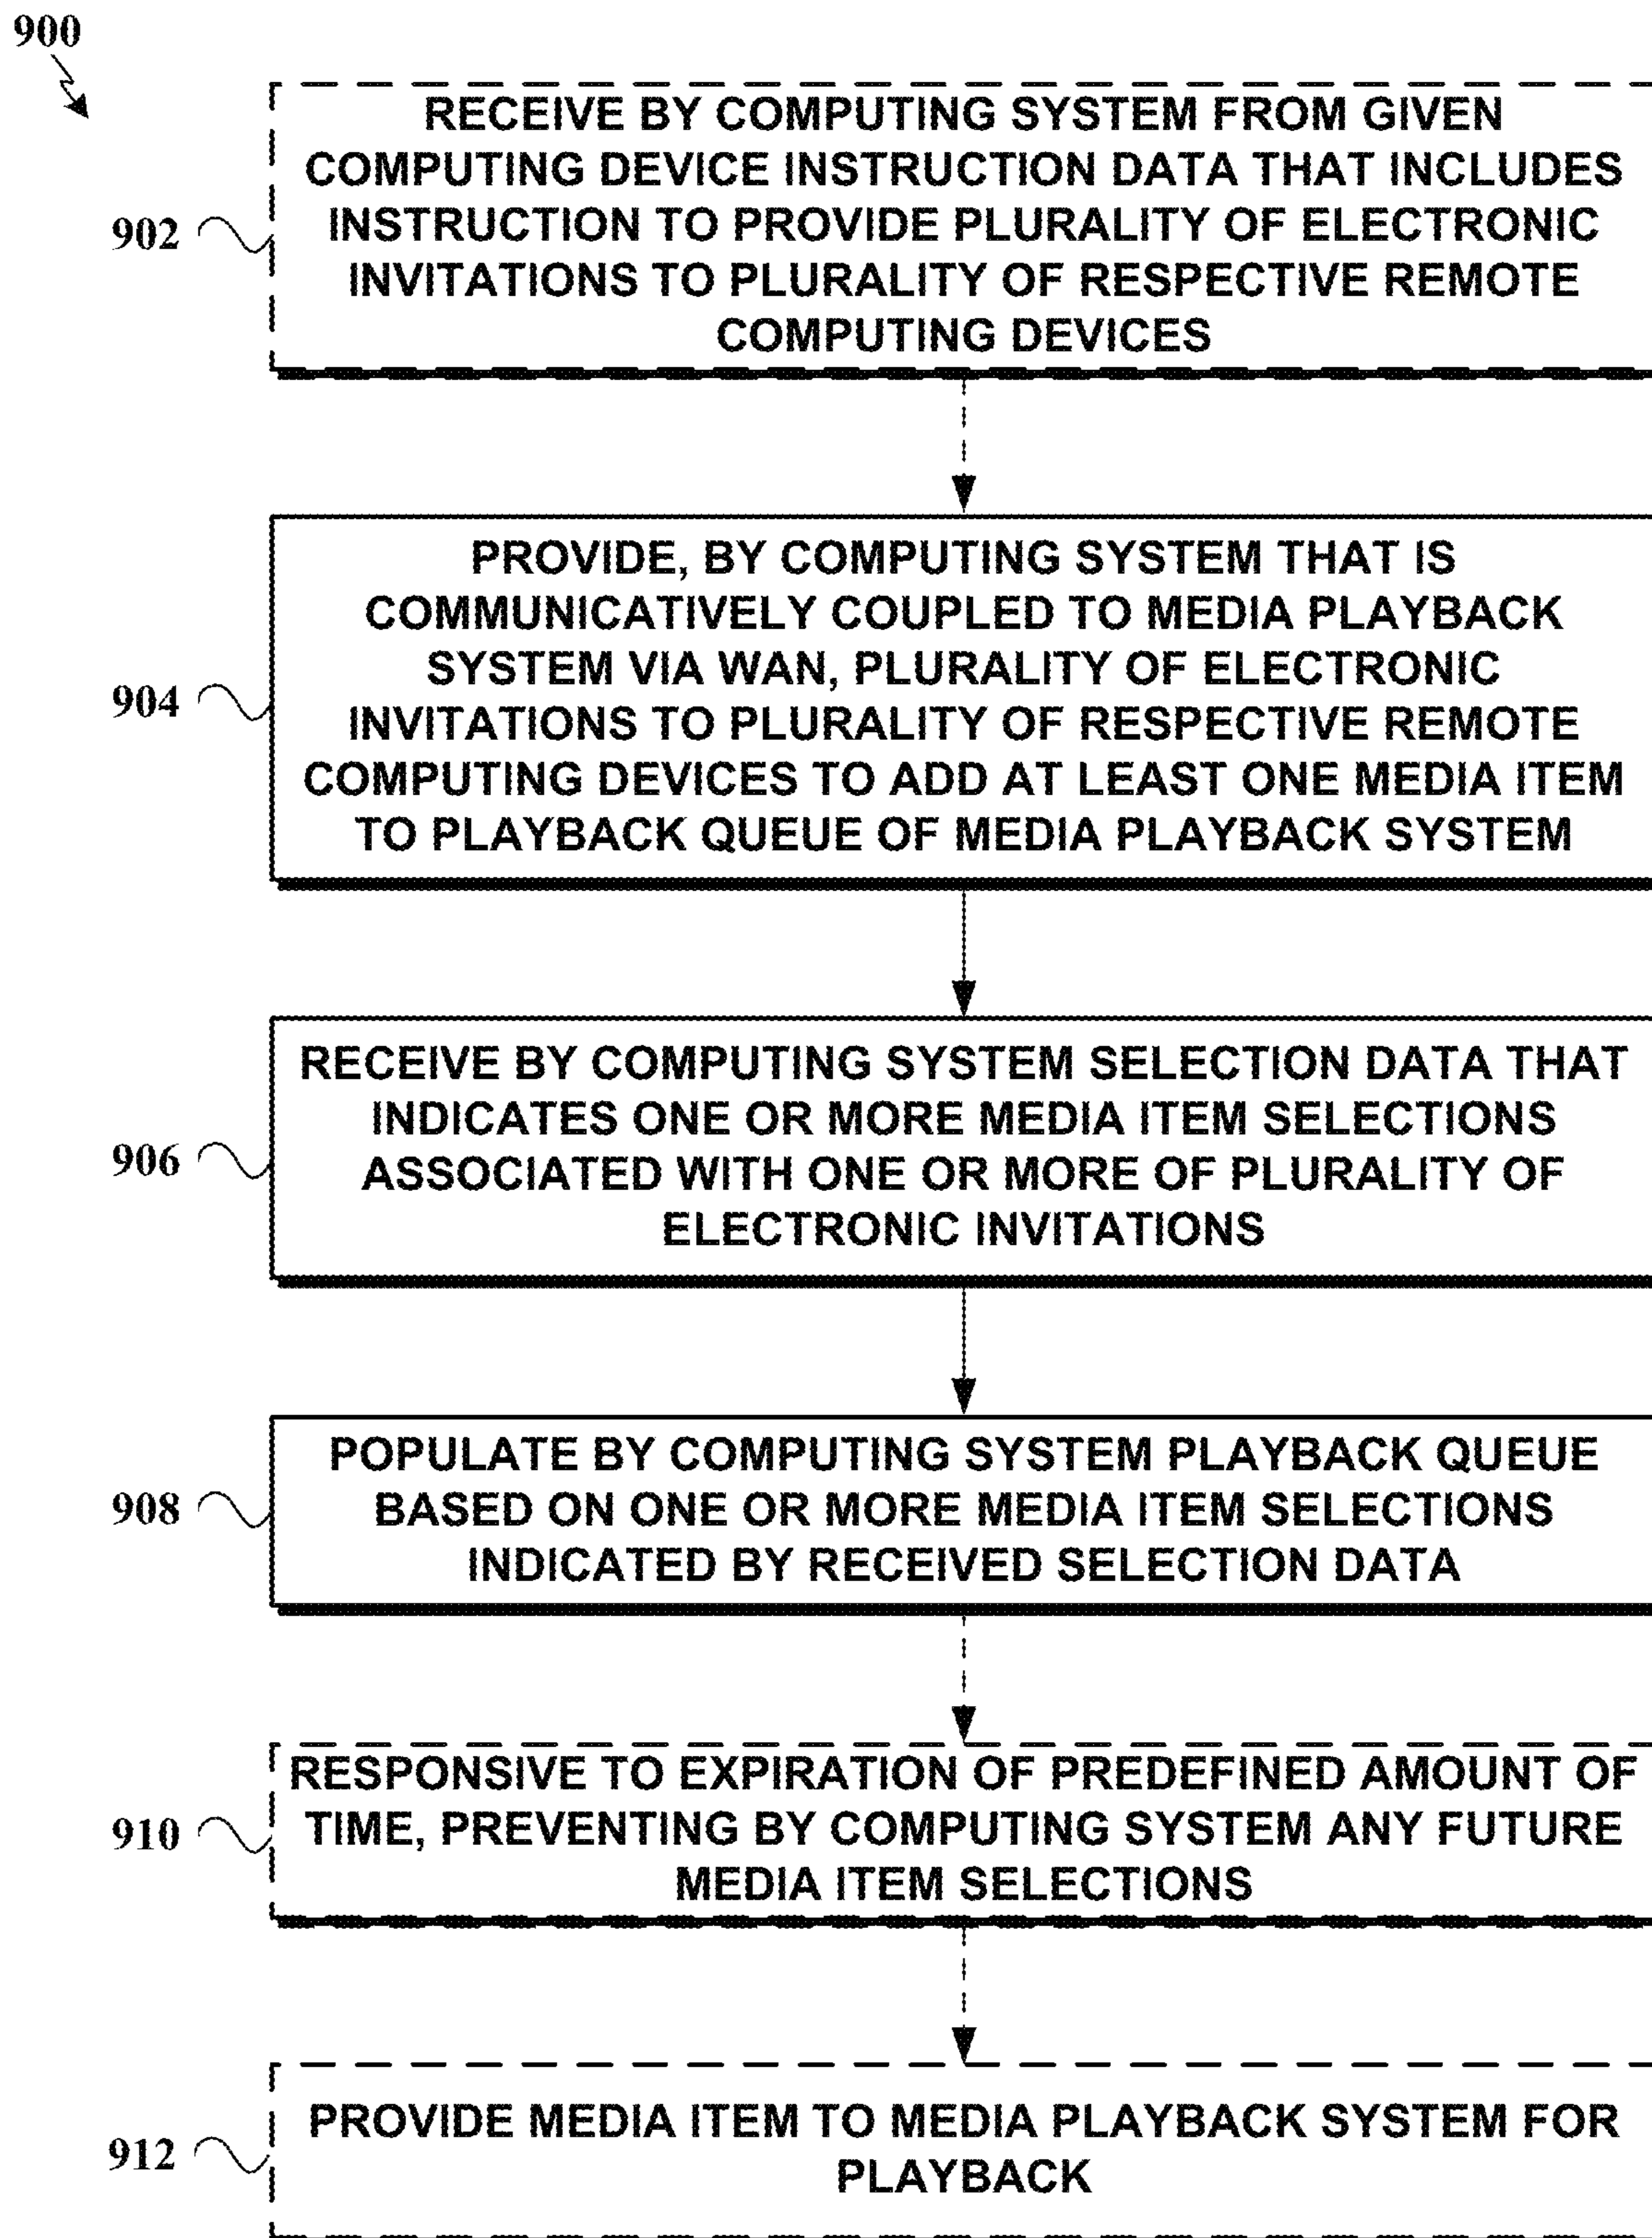 900
RECEIVE BY COMPUTING SYSTEM FROM GIVEN
COMPUTING DEVICE INSTRUCTION DATA THAT INCLUDES
INSTRUCTION TO PROVIDE PLURALITY OF ELECTRONIC
INVITATIONS TO PLURALITY OF RESPECTIVE REMOTE
COMPUTING DEVICES
902
PROVIDE, BY COMPUTING SYSTEM THAT IS
COMMUNICATIVELY COUPLED TO MEDIA PLAYBACK
SYSTEM VIA WAN, PLURALITY OF ELECTRONIC
INVITATIONS TO PLURALITY OF RESPECTIVE REMOTE
COMPUTING DEVICES TO ADD AT LEAST ONE MEDIA ITEM
TO PLAYBACK QUEUE OF MEDIA PLAYBACK SYSTEM
904
RECEIVE BY COMPUTING SYSTEM SELECTION DATA THAT
INDICATES ONE OR MORE MEDIA ITEM SELECTIONS
ASSOCIATED WITH ONE OR MORE OF PLURALITY OF
ELECTRONIC INVITATIONS
906
POPULATE BY COMPUTING SYSTEM PLAYBACK QUEUE
BASED ON ONE OR MORE MEDIA ITEM SELECTIONS
INDICATED BY RECEIVED SELECTION DATA
908
RESPONSIVE TO EXPIRATION OF PREDEFINED AMOUNT OF
TIME, PREVENTING BY COMPUTING SYSTEM ANY FUTURE
MEDIA ITEM SELECTIONS
910
PROVIDE MEDIA ITEM TO MEDIA PLAYBACK SYSTEM FOR
PLAYBACK
912